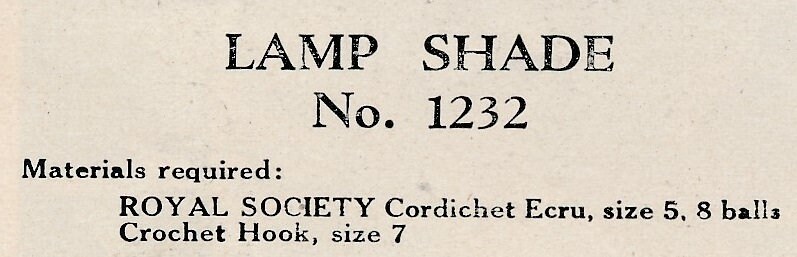 LAMP SHADE
No. 1232
Materials required:
ROYAL SOCIETY Cordichet Ecru, size 5, 8 balls
Crochet Hook, size 7